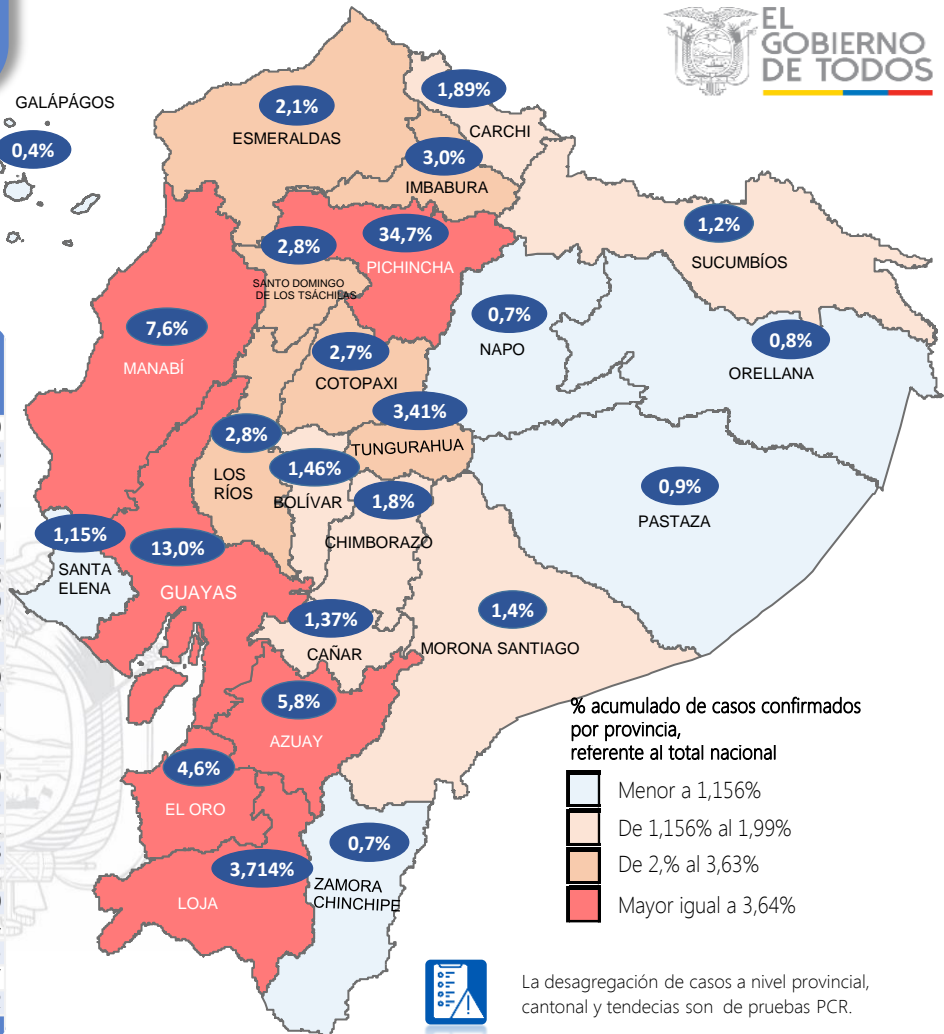 EL
GOBIERNO
DE TODOS
GALÁPÁGOS
0,4%
2,1%
ESMERALDAS
1,89%
CARCHI
3,0%
IMBABURA
1,2%
SUCUMBÍOS
2,8%
SANTO DOMINGO
DE LOS TSÁCHILAS
34,7%
PICHINCHA
7,6%
MANABÍ
0,7%
NAPO
0,8%
ORELLANA
2,7%
COTOPAXI
3,41%
TUNGURAHUA
2,8%
LOS
RÍOS
1,46%
BOLÍVAR
1,8%
CHIMBORAZO
0,9%
PASTAZA
1,15%
SANTA
ELENA
13,0%
GUAYAS
1,37%
CAÑAR
1,4%
MORONA SANTIAGO
5,8%
AZUAY
4,6%
EL ORO
3,714%
LOJA
0,7%
ZAMORA
CHINCHIPE
% acumulado de casos confirmados
por provincia,
referente al total nacional
Menor a 1,156%
De 1,156% al 1,99%
De 2,% al 3,63%
Mayor igual a 3,64%
La desagregación de casos a nivel provincial,
cantonal y tendecias son de pruebas PCR.